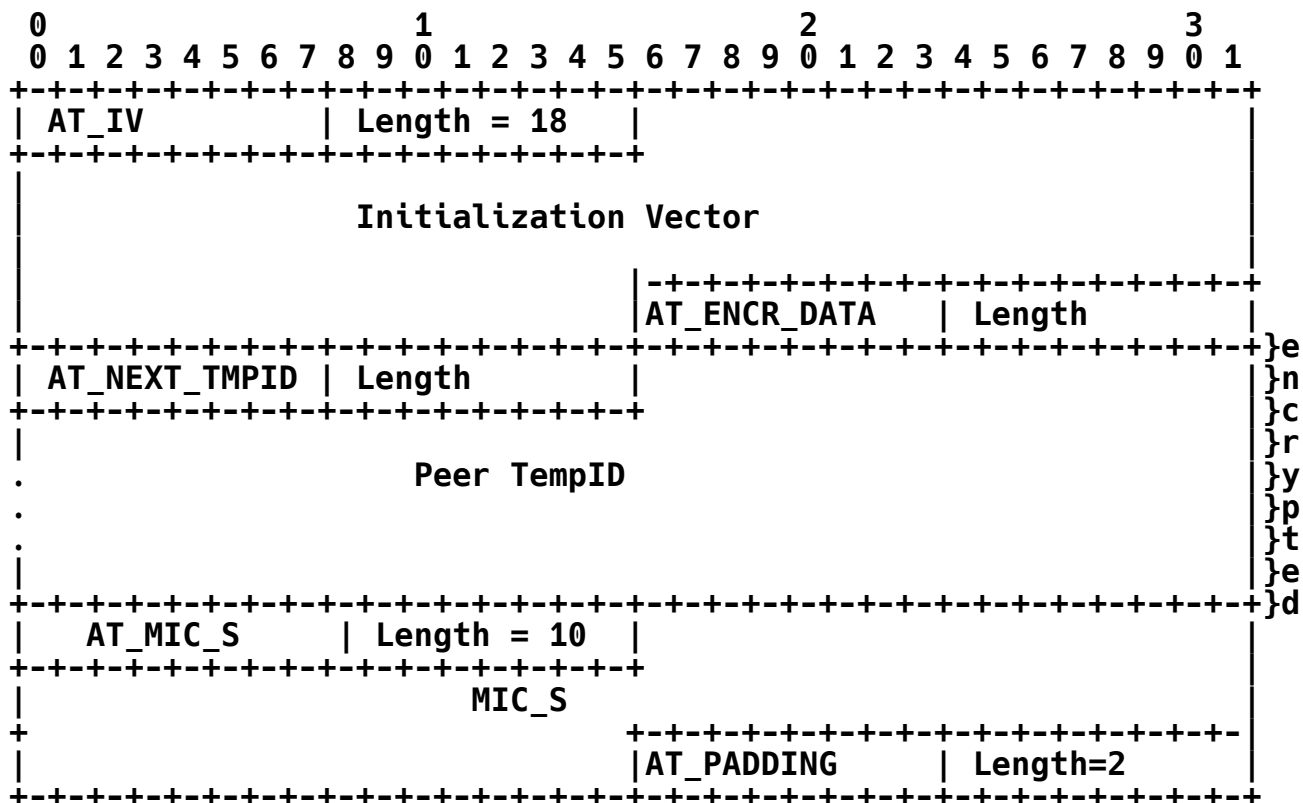 0                   1                   2                   3
 0 1 2 3 4 5 6 7 8 9 0 1 2 3 4 5 6 7 8 9 0 1 2 3 4 5 6 7 8 9 0 1
+-+-+-+-+-+-+-+-+-+-+-+-+-+-+-+-+-+-+-+-+-+-+-+-+-+-+-+-+-+-+-+-+
| AT_IV         | Length = 18   |                               |
+-+-+-+-+-+-+-+-+-+-+-+-+-+-+-+-+                               |
|                                                               |
|                 Initialization Vector                         |
|                                                               |
|                               |-+-+-+-+-+-+-+-+-+-+-+-+-+-+-+-+
|                               |AT_ENCR_DATA   | Length        |
+-+-+-+-+-+-+-+-+-+-+-+-+-+-+-+-+-+-+-+-+-+-+-+-+-+-+-+-+-+-+-+-+}e
| AT_NEXT_TMPID | Length        |                               |}n
+-+-+-+-+-+-+-+-+-+-+-+-+-+-+-+-+                               |}c
|                                                               |}r
.                    Peer TempID                                |}y
.                                                               |}p
.                                                               |}t
|                                                               |}e
+-+-+-+-+-+-+-+-+-+-+-+-+-+-+-+-+-+-+-+-+-+-+-+-+-+-+-+-+-+-+-+-+}d
|   AT_MIC_S     | Length = 10  |                               |
+-+-+-+-+-+-+-+-+-+-+-+-+-+-+-+-+                               |
|                       MIC_S                                   |
+                               +-+-+-+-+-+-+-+-+-+-+-+-+-+-+-+-|
|                               |AT_PADDING     | Length=2      |
+-+-+-+-+-+-+-+-+-+-+-+-+-+-+-+-+-+-+-+-+-+-+-+-+-+-+-+-+-+-+-+-+